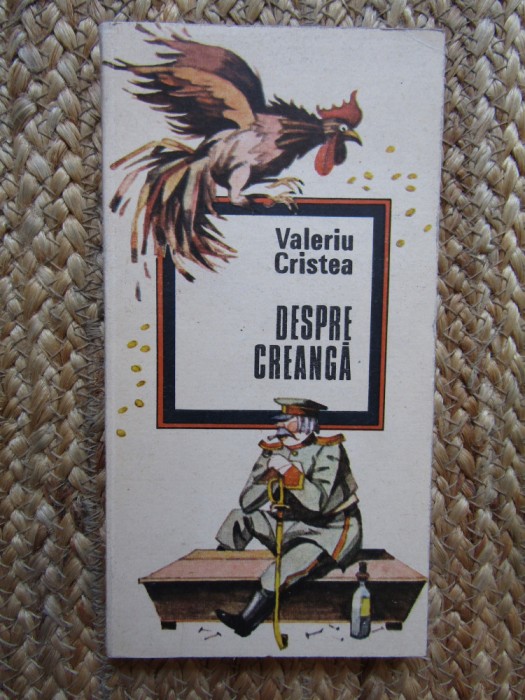 Valeriu
Cristea
DESPRE
CREANGĂ